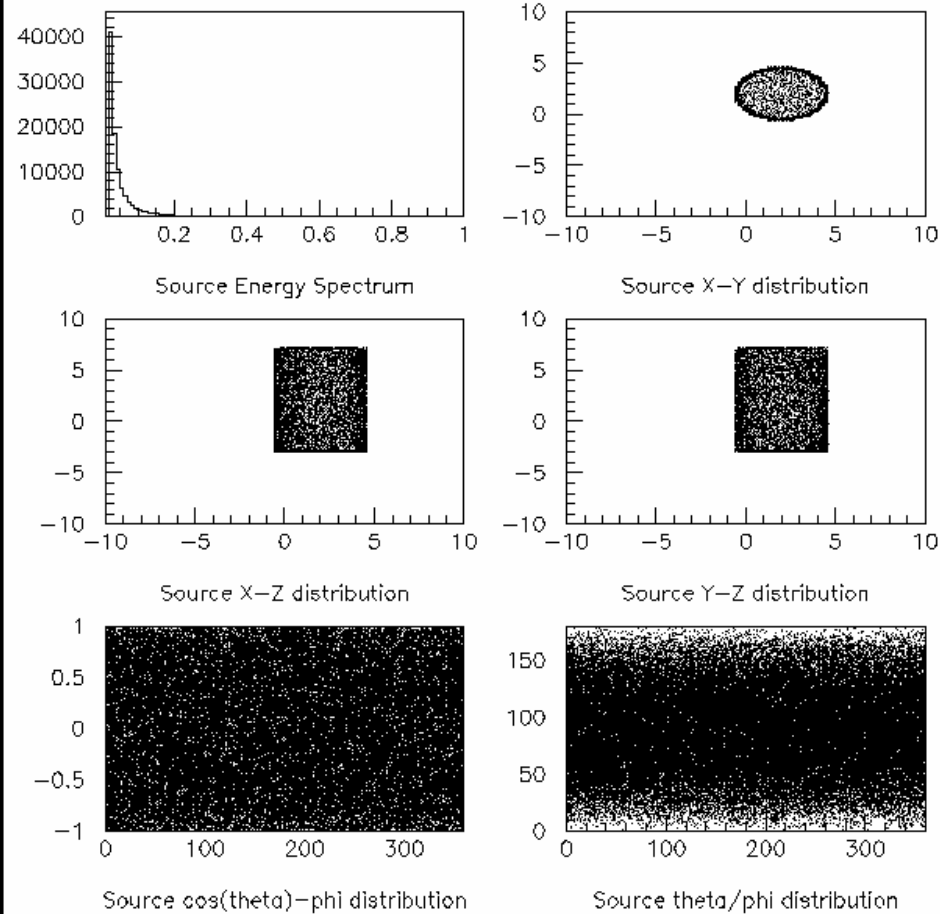 40000
30000
20000
10000
0
0.2 0.4 0.6 0.8 1
Source Energy Spectrum
10
5
0
−5
−10
−10 −5 0 5 10
Source X−Y distribution
10
5
0
−5
−10
−10 −5 0 5 10
Source X−Z distribution
10
5
0
−5
−10
−10 −5 0 5 10
Source Y−Z distribution
1
0.5
0
−0.5
−1
0 100 200 300
Source cos(theta)−phi distribution
150
100
50
0
0 100 200 300
Source theta/phi distribution